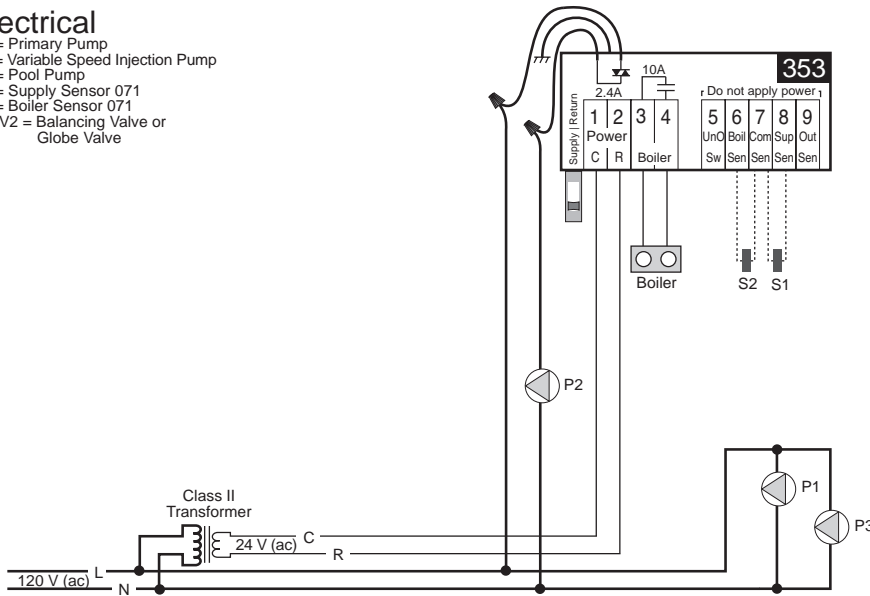 ectrical
= Primary Pump
= Variable Speed Injection Pump
= Pool Pump
= Supply Sensor 071
= Boiler Sensor 071
V2 = Balancing Valve or
Globe Valve
353
10A
2.4A
Do not apply power
Supply | Return
1 2 3 4 5 6 7 8 9
Power
UnO Boil Com Sup Out
C R Boiler Sw Sen Sen Sen Sen
Boiler
S2 S1
P2
P1
P3
Class II
Transformer
24 V (ac)
C
R
120 V (ac)
L
N